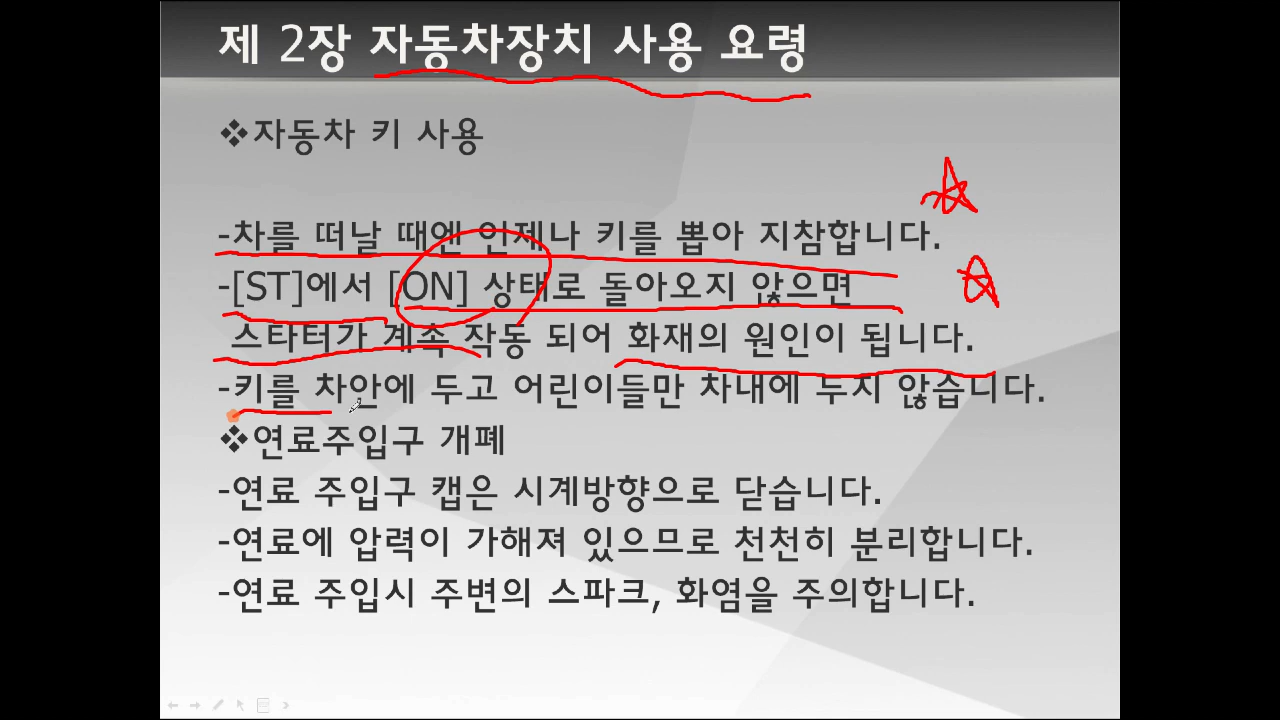 제 2장 자동차장치 사용 요령
❖자동차 키 사용
-차를 떠날 때엔 언제나 키를 뽑아 지참합니다.
-[ST]에서 [ON] 상태로 돌아오지 않으면
스타터가 계속 작동 되어 화재의 원인이 됩니다.
-키를 차안에 두고 어린이들만 차내에 두지 않습니다.
❖연료주입구 개폐
-연료 주입구 캡은 시계방향으로 닫습니다.
-연료에 압력이 가해져 있으므로 천천히 분리합니다.
-연료 주입시 주변의 스파크, 화염을 주의합니다.